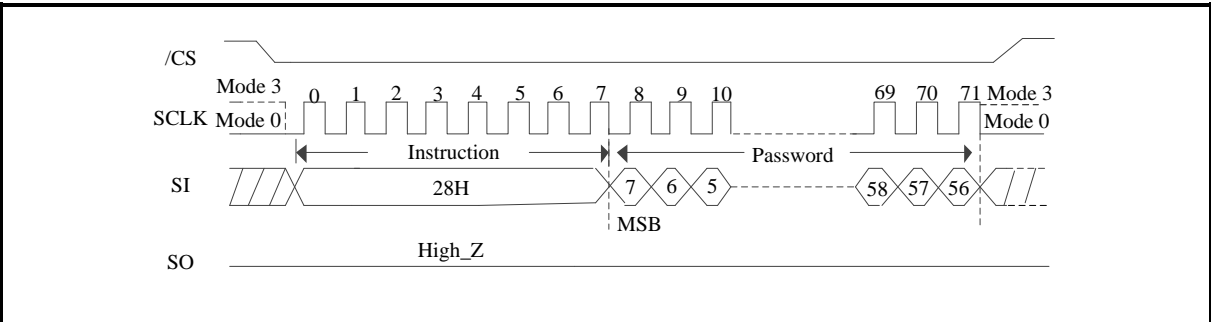 /CS
Mode 3
0 1 2 3 4 5 6 7 8 9 10 69 70 71 Mode 3
SCLK Mode 0 Mode 0
Instruction Password
SI 28H 7 6 5 58 57 56
MSB
High_Z
SO